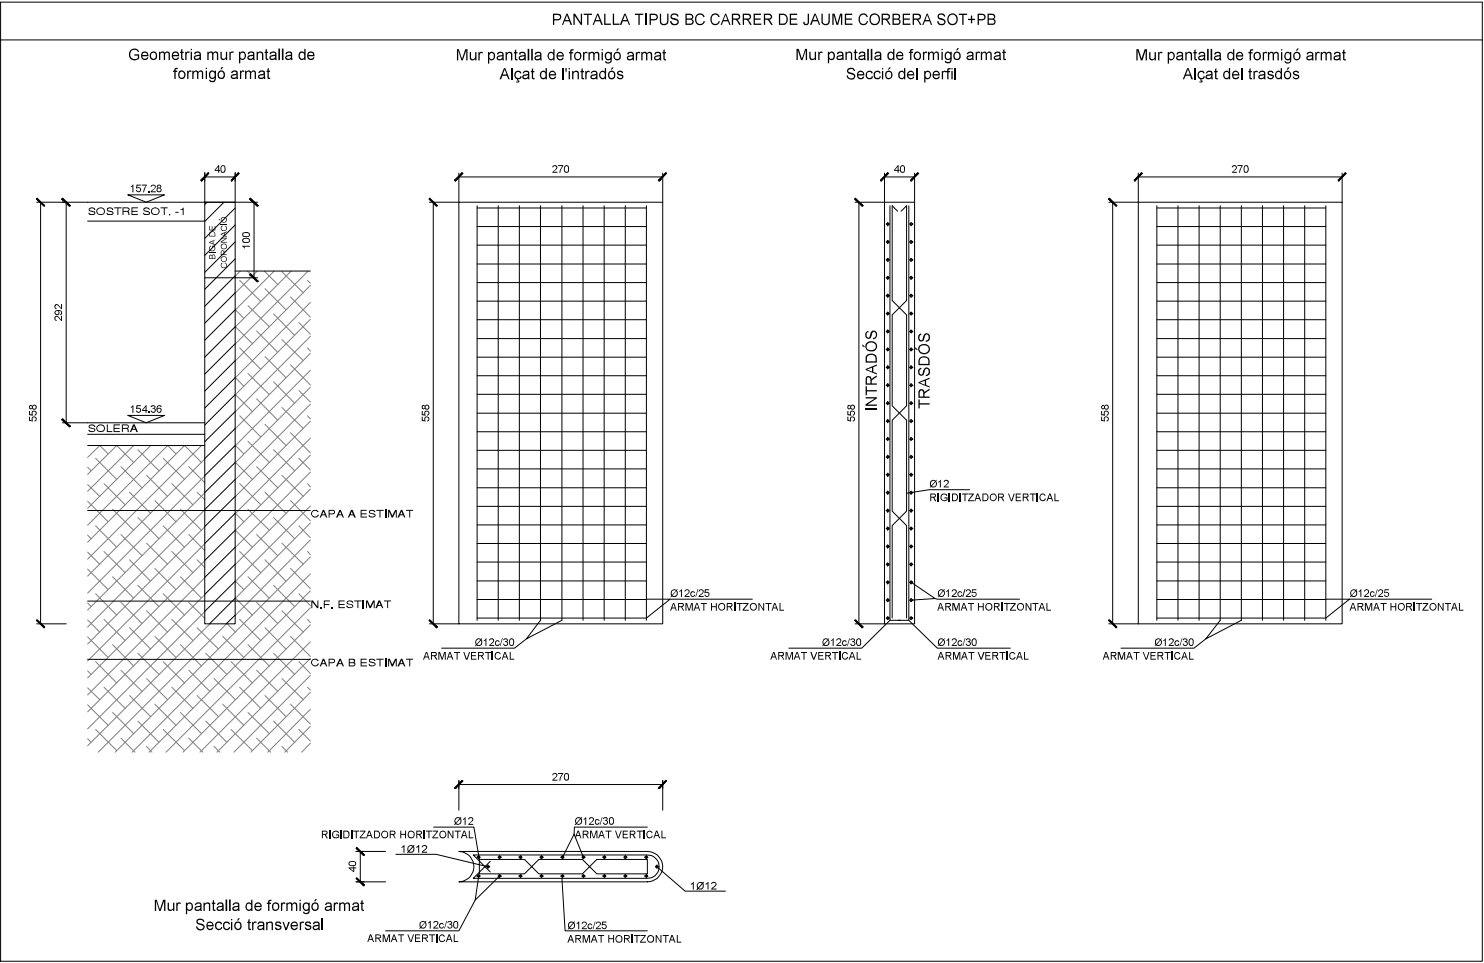 PANTALLA TIPUS BC CARRER DE JAUME CORBERA SOT+PB
Geometria mur pantalla de
formigó armat
Mur pantalla de formigó armat
Alçat de l'intradós
Mur pantalla de formigó armat
Secció del perfil
Mur pantalla de formigó armat
Alçat del trasdós
40
157.28
SOSTRE SOT. -1
BIGA DE
CORONACIÓ
100
292
558
154.36
SOLERA
CAPA A ESTIMAT
N.F. ESTIMAT
CAPA B ESTIMAT
270
558
Ø12c/25
ARMAT HORITZONTAL
Ø12c/30
ARMAT VERTICAL
40
558
INTRADÓS
TRASDÓS
Ø12
RIGIDITZADOR VERTICAL
Ø12c/25
ARMAT HORITZONTAL
Ø12c/30
ARMAT VERTICAL
Ø12c/30
ARMAT VERTICAL
270
558
Ø12c/25
ARMAT HORITZONTAL
Ø12c/30
ARMAT VERTICAL
270
Ø12
RIGIDITZADOR HORITZONTAL
Ø12c/30
ARMAT VERTICAL
1Ø12
40
1Ø12
Mur pantalla de formigó armat
Secció transversal
Ø12c/30
ARMAT VERTICAL
Ø12c/25
ARMAT HORITZONTAL